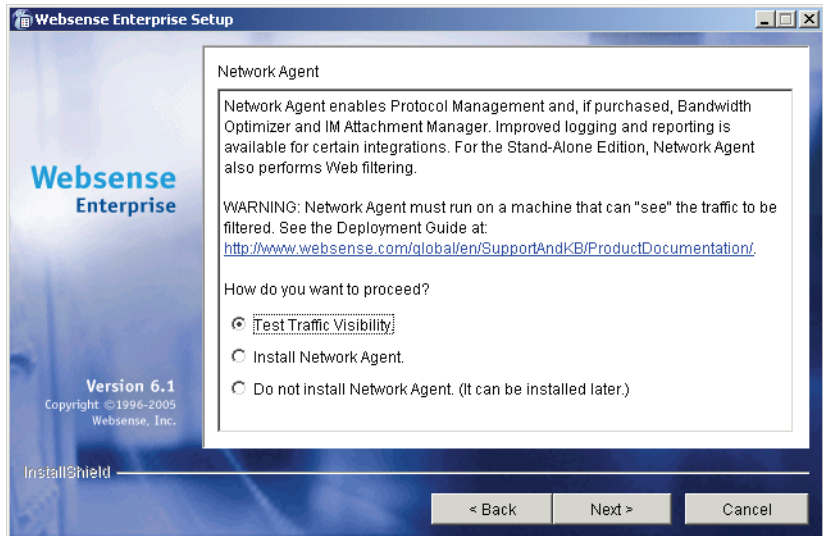 Websense Enterprise Setup
Network Agent
Network Agent enables Protocol Management and, if purchased, Bandwidth
Optimizer and IM Attachment Manager. Improved logging and reporting is
available for certain integrations. For the Stand-Alone Edition, Network Agent
also performs Web filtering.
WARNING: Network Agent must run on a machine that can "see" the traffic to be
filtered. See the Deployment Guide at:
http://www.websense.com/global/en/SupportAndKB/ProductDocumentation/.
How do you want to proceed?
Test Traffic Visibility
Install Network Agent.
Do not install Network Agent. (It can be installed later.)
Websense
Enterprise
Version 6.1
Copyright ©1996-2005
Websense, Inc.
InstallShield
< Back
Next >
Cancel